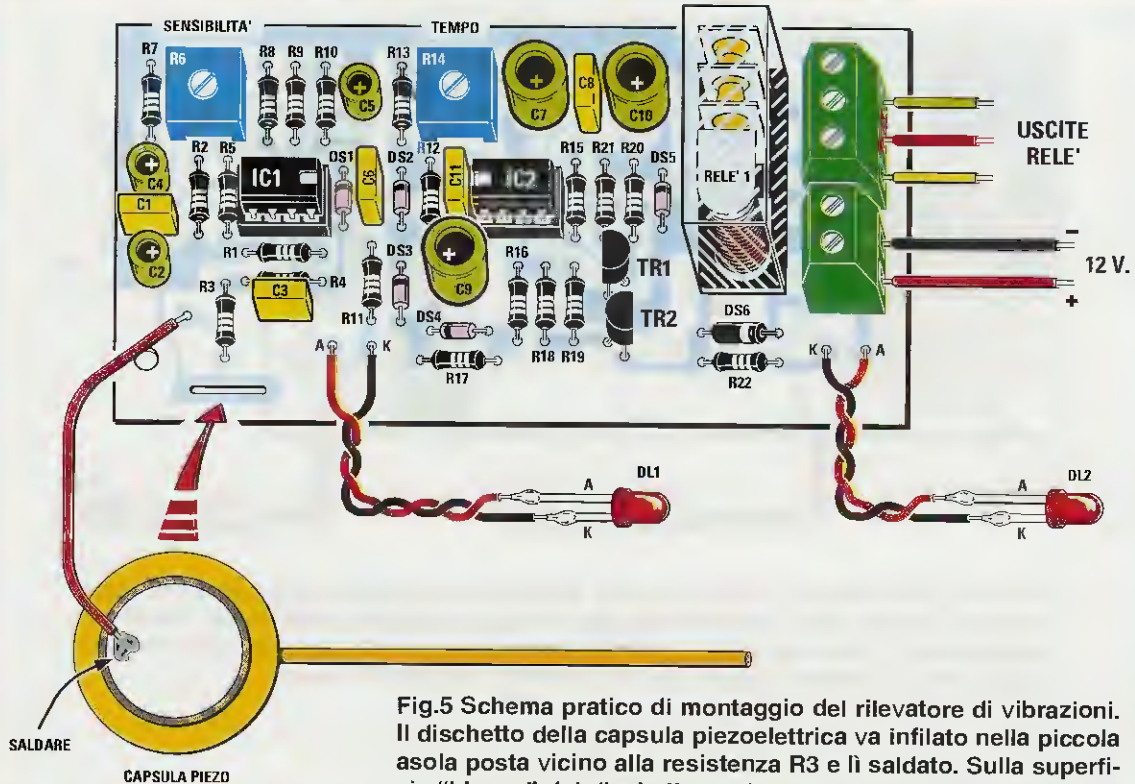 SENSIBILITA'
TEMPO
R7
R6
R8
R9
R10
C5
R13
R14
C7
C8
C10
C4
R2
R5
IC1
DS1
C6
DS2
R12
C11
IC2
R15
R21
R20
DS5
RELE' 1
USCITE
RELE'
C1
C2
R1
R4
R3
C3
R11
DS3
C9
R16
TR1
TR2
-
12 V.
+
DS4
R17
R18
R19
DS6
R22
A
K
K
A
DL1
A
K
DL2
A
K
SALDARE
CAPSULA PIEZO
Fig.5 Schema pratico di montaggio del rilevatore di vibrazioni.
Il dischetto della capsula piezoelettrica va infilato nella piccola
asola posta vicino alla resistenza R3 e lì saldato. Sulla superfi-